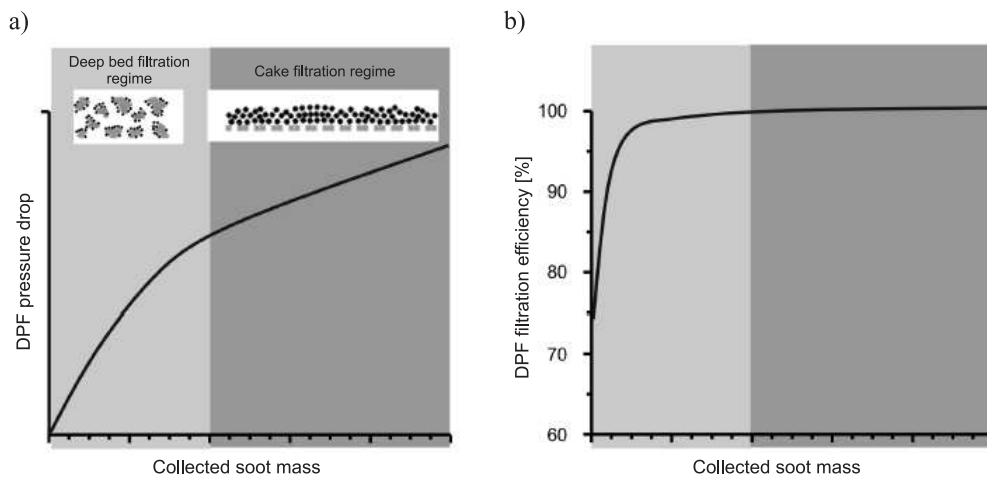 a)
Deep bed filtration
regime
Cake filtration regime
DPF pressure drop
Collected soot mass
b)
DPF filtration efficiency [%]
100
90
80
70
60
Collected soot mass